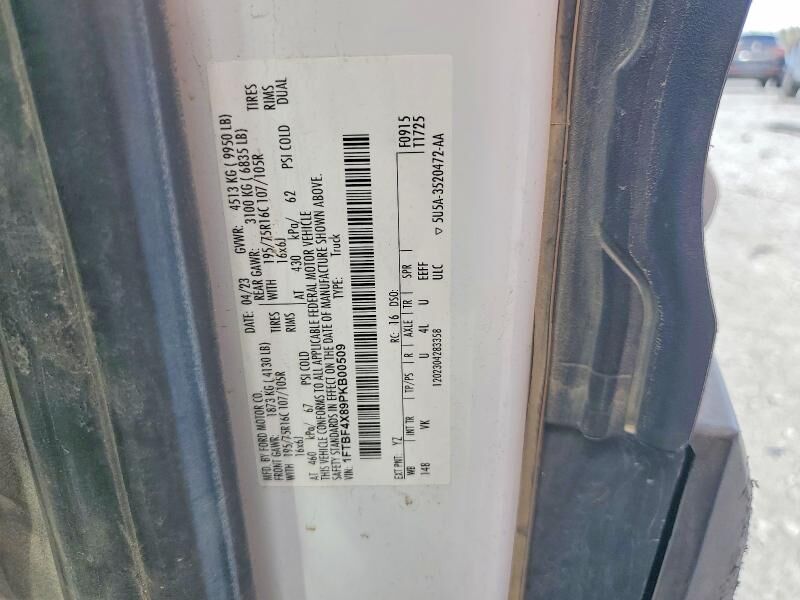 MFD. BY FORD MOTOR CO. DATE: 04/23 GVWR: 4513 KG ( 9950 LB)
FRONT GAWR: 1873 KG ( 4130 LB) REAR GAWR: 3100 KG ( 6835 LB)
WITH 195/75R16C 107/105R TIRES WITH 195/75R16C 107/105R TIRES
16x6J RIMS 16x6J RIMS
AT 460 kPa/ 67 PSI COLD AT 430 kPa/ 62 PSI COLD DUAL
THIS VEHICLE CONFORMS TO ALL APPLICABLE FEDERAL MOTOR VEHICLE
SAFETY STANDARDS IN EFFECT ON THE DATE OF MANUFACTURE SHOWN ABOVE.
VIN: 1FTBF4X89PKB00509 TYPE: Truck
F0915
T1725
EXT PNT: YZ RC: 16 DSO:
WB INT TR TP/PS R AXLE TR SPR
148 VK U 4L U EFFF
1202304283358 ULC
▽ 5U5A-3520472-AA